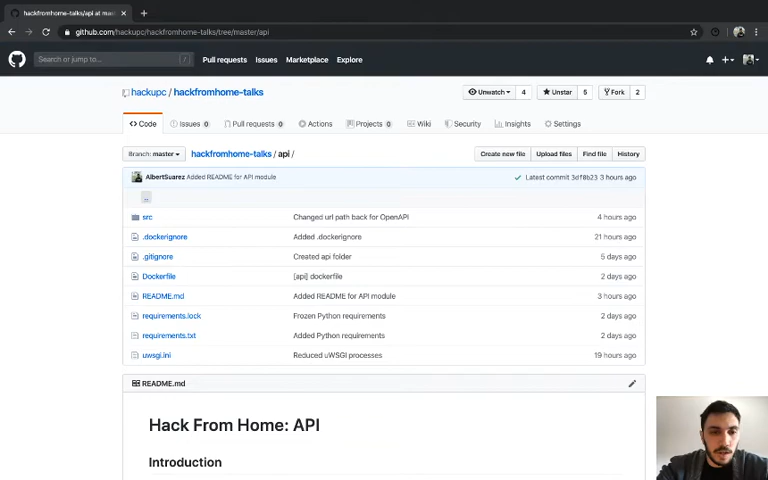 hackfromhome-talks/api at mas
github.com/hackupc/hackfromhome-talks/tree/master/api
Search or jump to... /
Pull requests Issues Marketplace Explore
hackupc / hackfromhome-talks
Unwatch 4 Unstar 5 Fork 2
Code Issues 0 Pull requests 0 Actions Projects 0 Wiki Security Insights Settings
Branch: master hackfromhome-talks / api / Create new file Upload files Find file History
AlbertSuarez Added README for API module Latest commit 3df8b23 3 hours ago
..
src Changed url path back for OpenAPI 4 hours ago
.dockerignore Added .dockerignore 21 hours ago
.gitignore Created api folder 5 days ago
Dockerfile [api] dockerfile 2 days ago
README.md Added README for API module 3 hours ago
requirements.lock Frozen Python requirements 2 days ago
requirements.txt Added Python requirements 2 days ago
uwsgi.ini Reduced uWSGI processes 19 hours ago
README.md
Hack From Home: API
Introduction